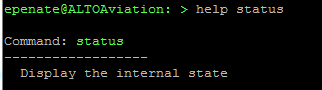 epenate@ALTOAviation: > help status
Command: status
------------------
Display the internal state